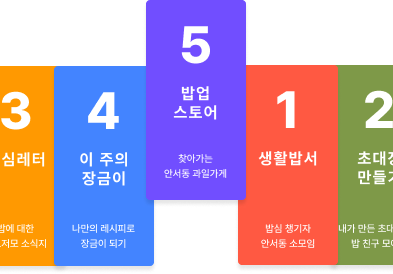 3
심레터
밥에 대한
저모 소식지
4
이 주의
장금이
나만의 레시피로
장금이 되기
5
밥업
스토어
찾아가는
안서동 과일가게
1
생활밥서
밥심 챙기자
안서동 소모임
2
초대장
만들기
내가 만든 초대
밥 친구 모